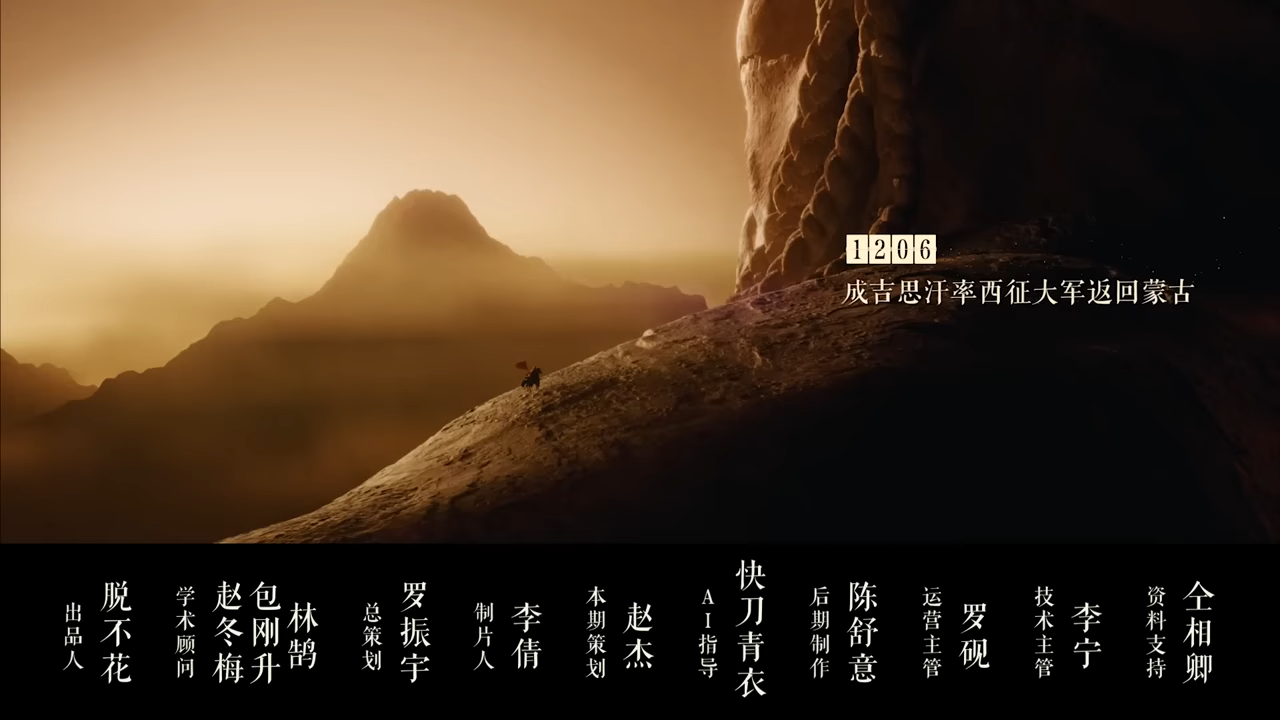 1206
成吉思汗率西征大军返回蒙古
出品人
脱不花
学术顾问
赵冬梅
包刚升
林鹄
总策划
罗振宇
制片人
李倩
本期策划
赵杰
AI指导
快刀青衣
后期制作
陈舒意
运营主管
罗砚
技术主管
李宁
资料支持
仝相卿